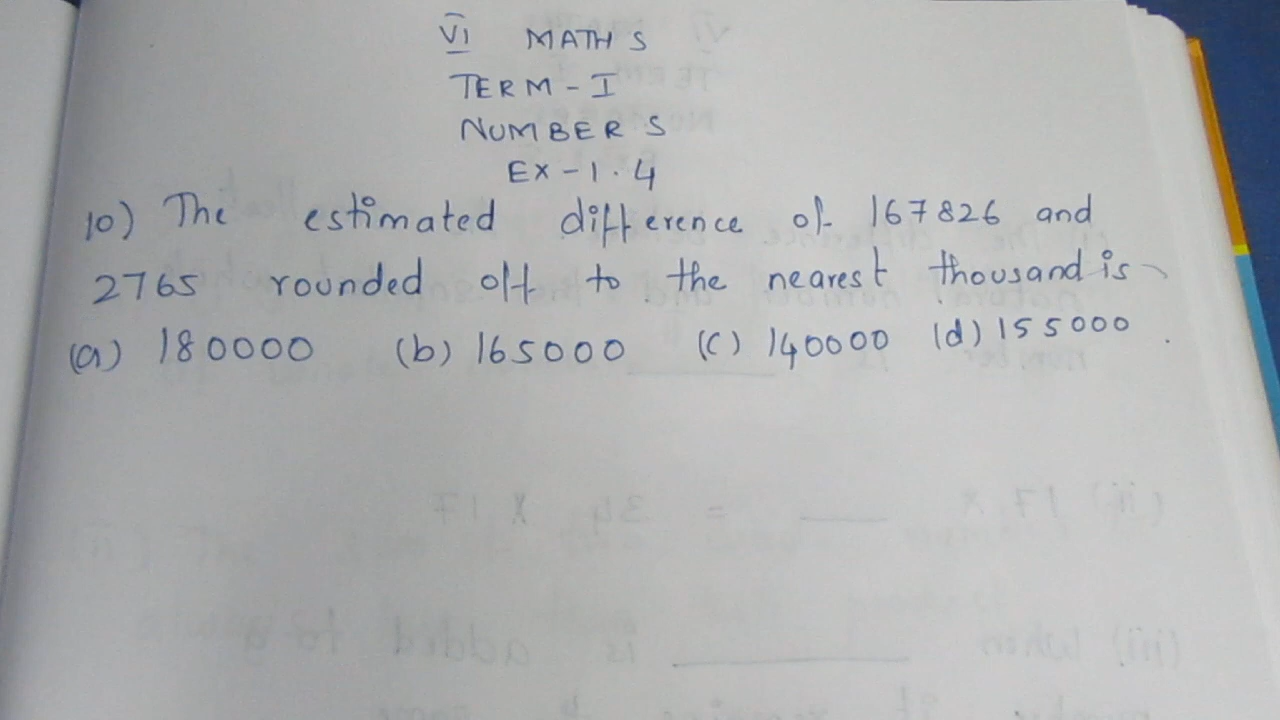 VI MATHS
TERM - I
NUMBERS
EX - 1.4
10) The estimated difference of 167826 and
2765 rounded off to the nearest thousand is
(a) 180000 (b) 165000 (c) 140000 (d) 155000.